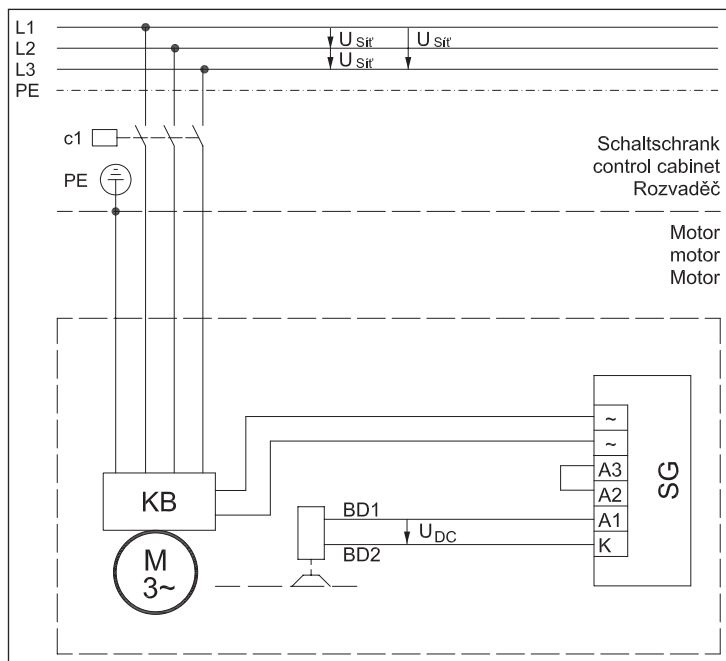 L1
L2
L3
PE
U Síť
U Síť
U Síť
c1
PE
Schaltschrank
control cabinet
Rozvaděč
Motor
motor
Motor
KB
M
3~
BD1
BD2
UDC
~
~
A3
A2
A1
K
SG